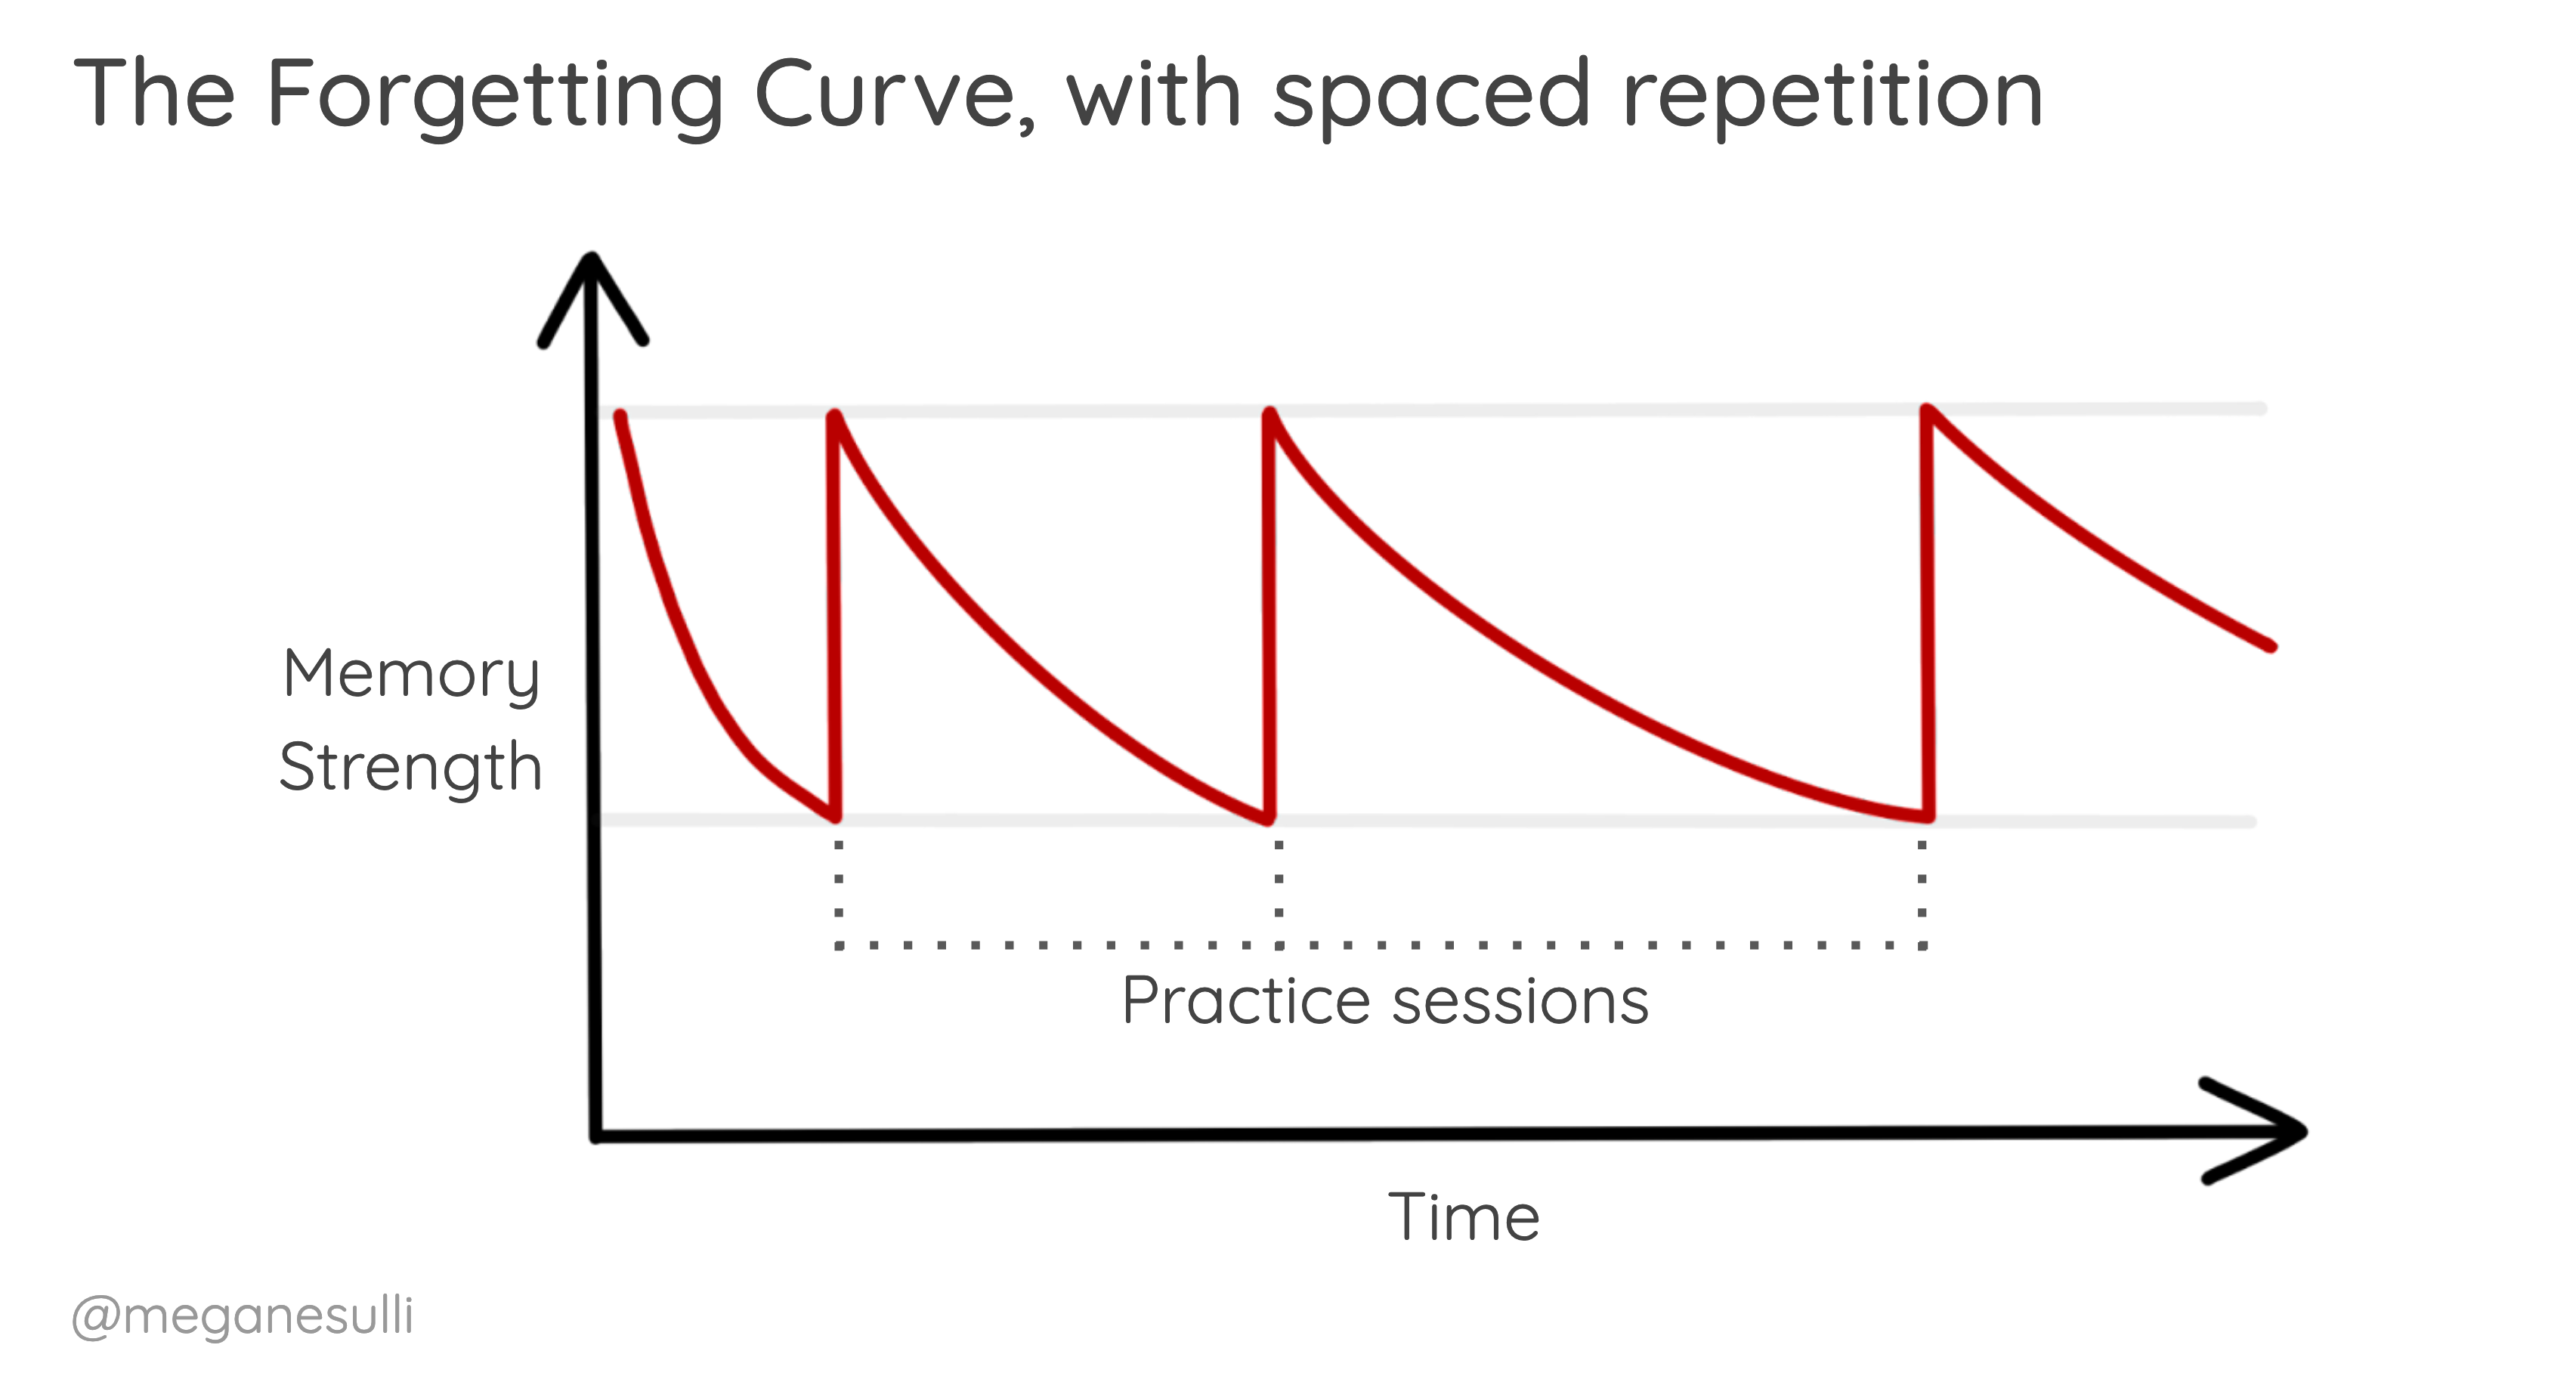 The Forgetting Curve, with spaced repetition
Memory
Strength
Practice sessions
Time
@meganesulli